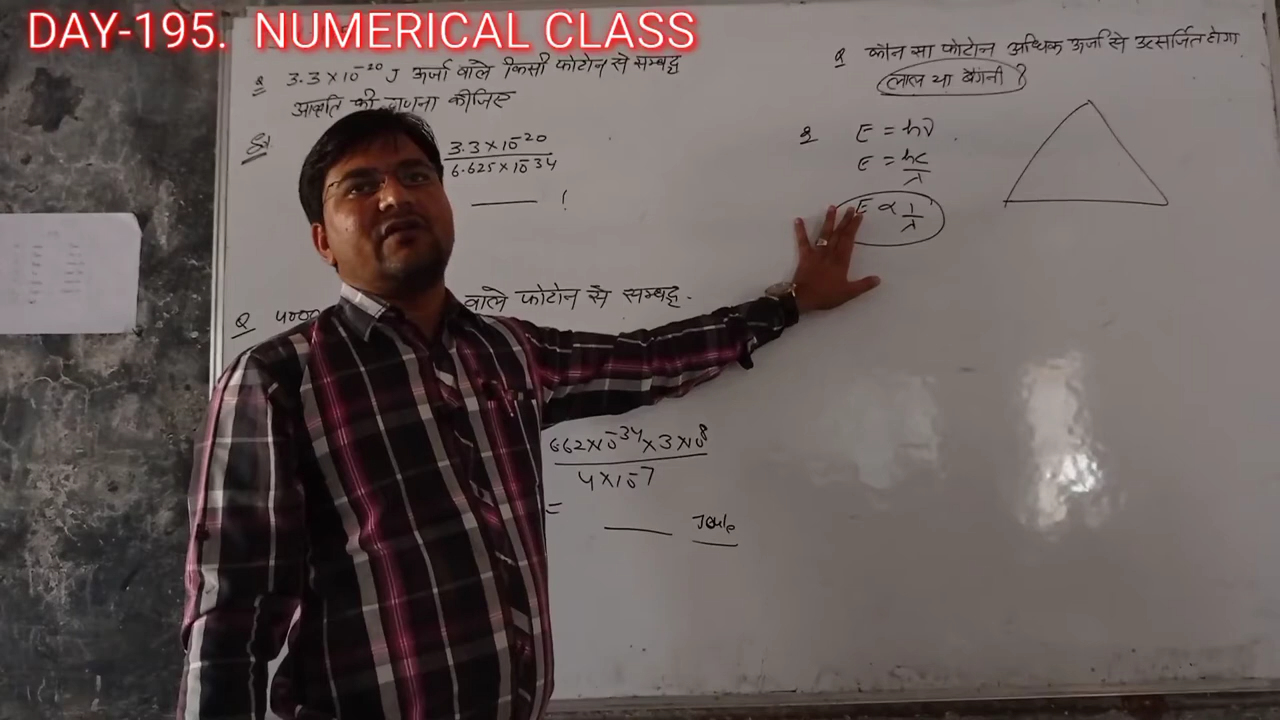 DAY-195. NUMERICAL CLASS
Q 3.3 × 10⁻²⁰ J ऊर्जा वाले किसी फोटोन से सम्बद्ध
आवृति की गणना कीजिए
3.3 × 10⁻²⁰
6.625 × 10⁻³⁴
!
Q 4000 वाले फोटोन से सम्बद्ध.
662×10⁻³⁴ × 3 × 10⁸
4 × 10⁻⁷
=
Joule
Q कौन सा फोटोन अधिक ऊर्जा से उत्सर्जित होगा
लाल या बैगनी ?
E = hν
E = hc/λ
E ∝ 1/λ